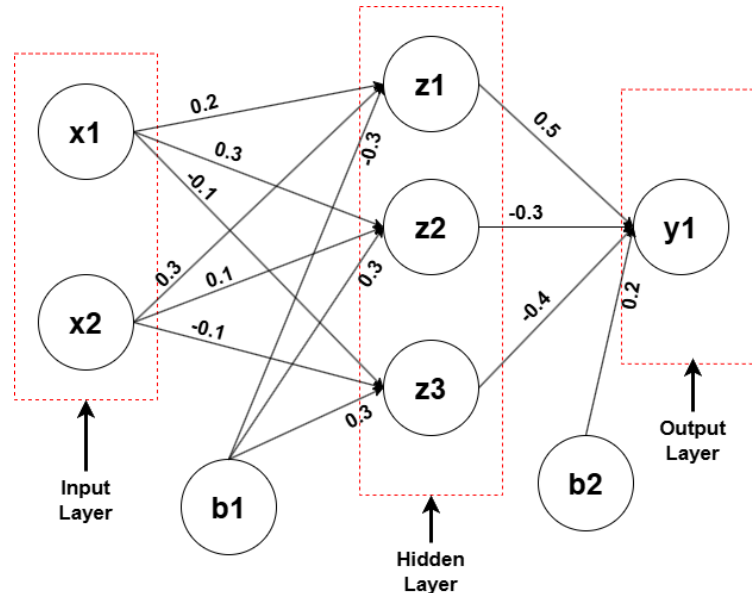 x1
x2
Input
Layer
b1
0.2
0.3
-0.1
0.3
0.1
-0.1
-0.3
0.3
0.3
z1
z2
z3
Hidden
Layer
0.5
-0.3
-0.4
0.2
b2
y1
Output
Layer